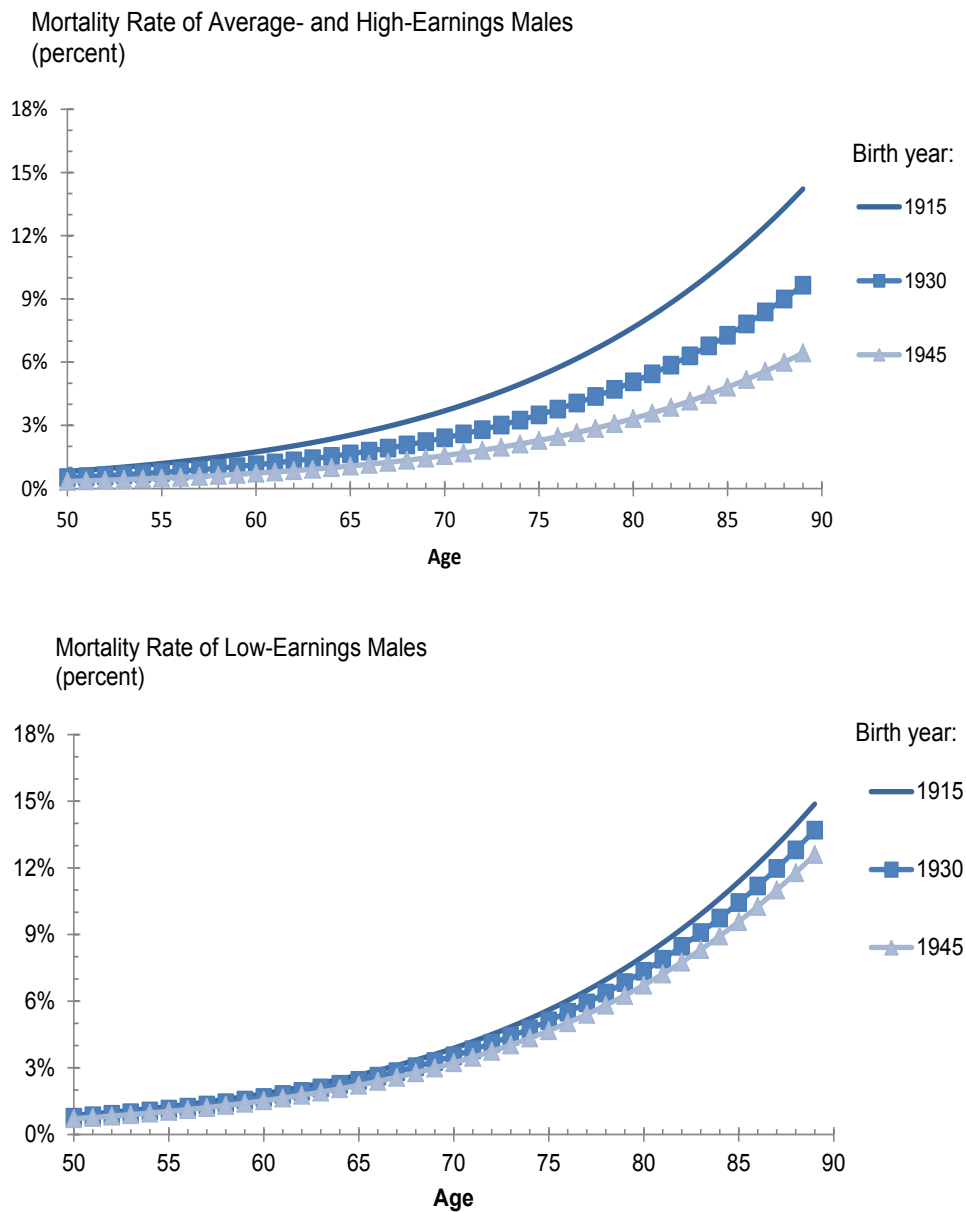 Mortality Rate of Average- and High-Earnings Males
(percent)
18%
15%
12%
9%
6%
3%
0%
50 55 60 65 70 75 80 85 90
Age
Birth year:
1915
1930
1945
Mortality Rate of Low-Earnings Males
(percent)
18%
15%
12%
9%
6%
3%
0%
50 55 60 65 70 75 80 85 90
Age
Birth year:
1915
1930
1945